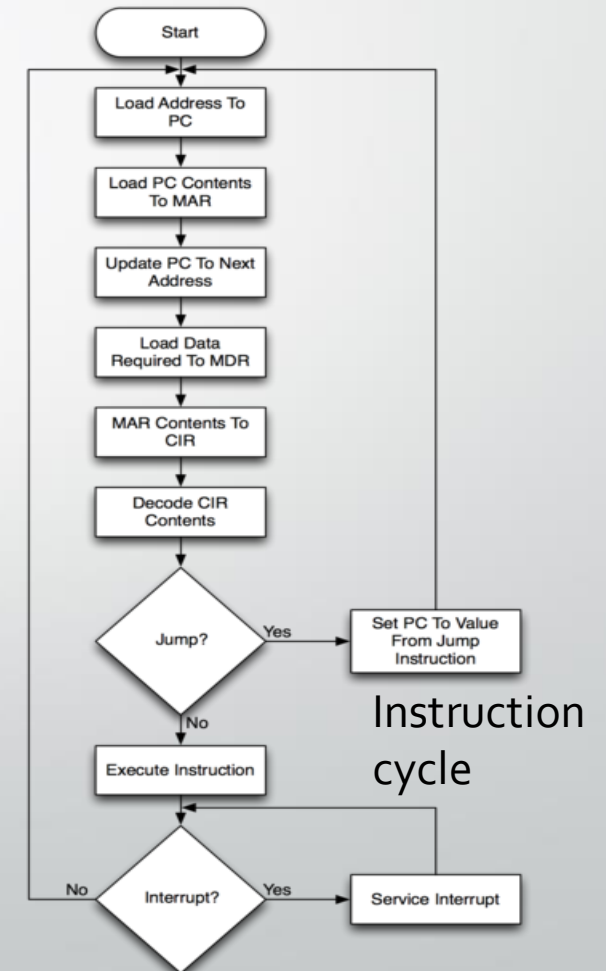 Start
Load Address To
PC
Load PC Contents
To MAR
Update PC To Next
Address
Load Data
Required To MDR
MAR Contents To
CIR
Decode CIR
Contents
Jump?
Yes
Set PC To Value
From Jump
Instruction
No
Instruction
cycle
Execute Instruction
No
Interrupt?
Yes
Service Interrupt